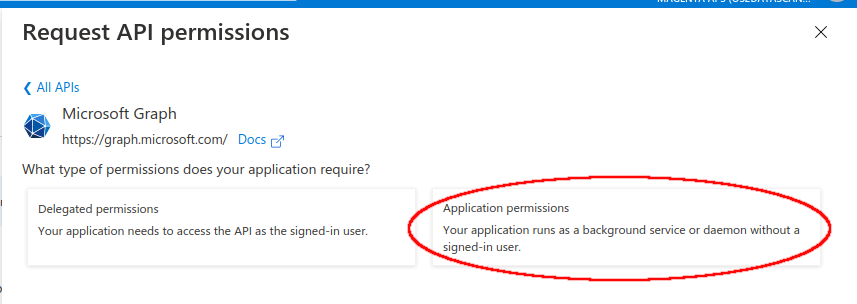 Request API permissions
All APIs
Microsoft Graph
https://graph.microsoft.com/ Docs
What type of permissions does your application require?
Delegated permissions
Your application needs to access the API as the signed-in user.
Application permissions
Your application runs as a background service or daemon without a
signed-in user.